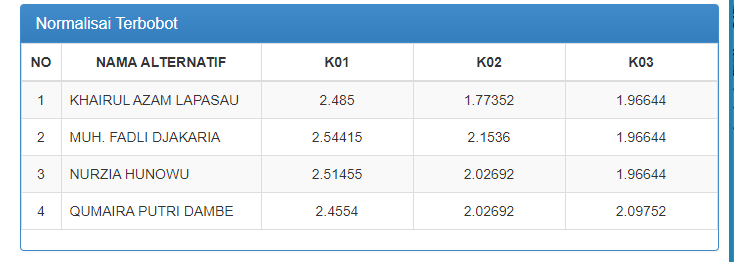 Normalisai Terbobot
NO NAMA ALTERNATIF K01 K02 K03
1 KHAIRUL AZAM LAPASAU 2.485 1.77352 1.96644
2 MUH. FADLI DJAKARIA 2.54415 2.1536 1.96644
3 NURZIA HUNOWU 2.51455 2.02692 1.96644
4 QUMAIRA PUTRI DAMBE 2.4554 2.02692 2.09752